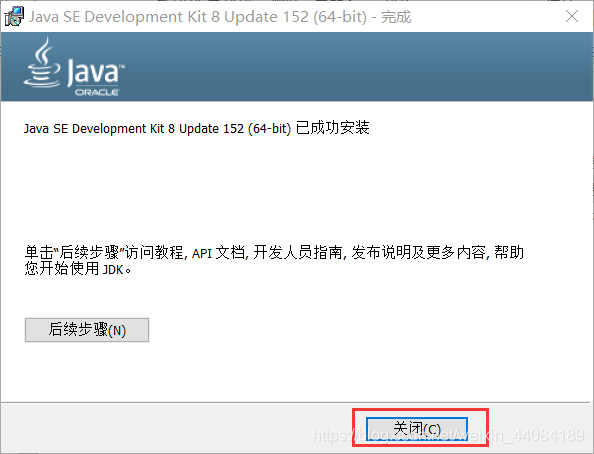 Java SE Development Kit 8 Update 152 (64-bit) - 完成
Java™
ORACLE
Java SE Development Kit 8 Update 152 (64-bit) 已成功安装
单击“后续步骤”访问教程, API 文档, 开发人员指南, 发布说明及更多内容, 帮助
您开始使用 JDK。
后续步骤(N)
关闭(C)
https://blog.csdn.net/weixin_44084189